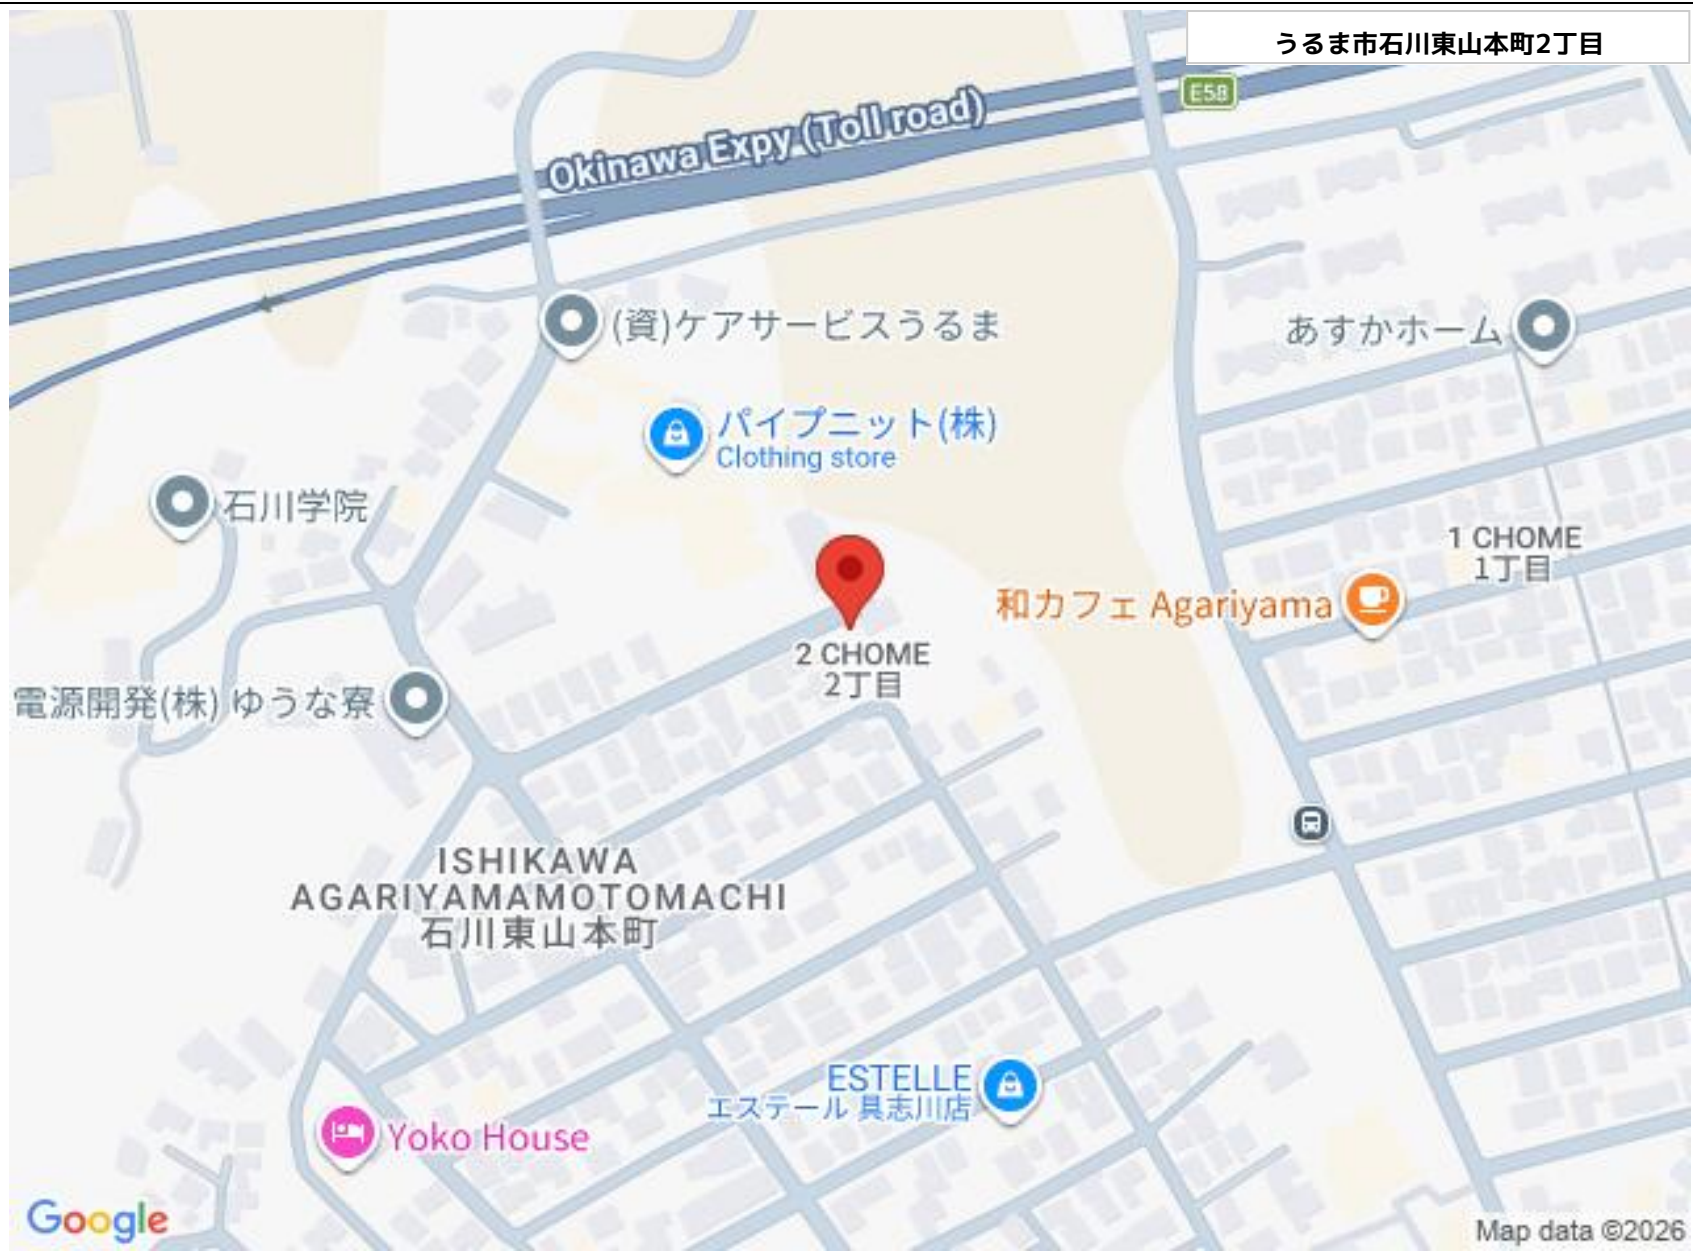 うるま市石川東山本町2丁目
E58
Okinawa Expy (Toll road)
(資)ケアサービスうるま
あすかホーム
パイプニット(株)
Clothing store
石川学院
1 CHOME
1丁目
和カフェ Agariyama
2 CHOME
2丁目
電源開発(株) ゆうな寮
ISHIKAWA
AGARIYAMAMOTOMACHI
石川東山本町
ESTELLE
エステール 具志川店
Yoko House
Google
Map data ©2026